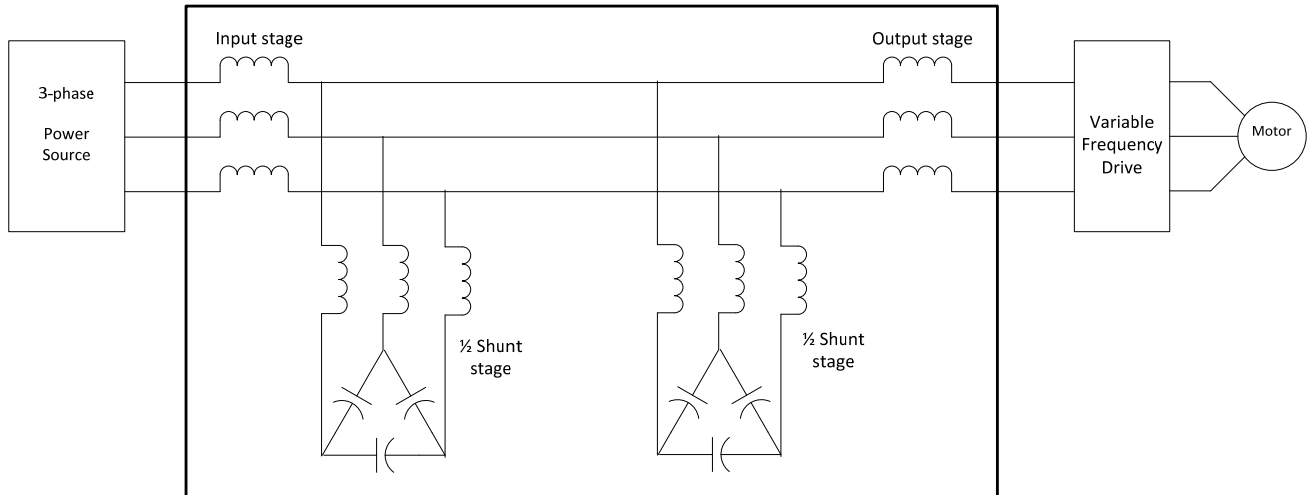 Input stage
Output stage
3-phase
Power
Source
Variable
Frequency
Drive
Motor
½ Shunt
stage
½ Shunt
stage